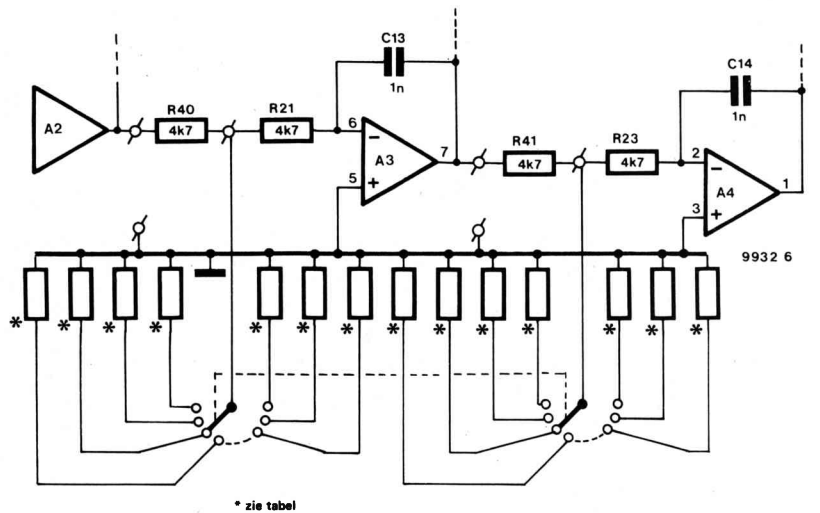 C13
1n
C14
1n
A2
R40
4k7
R21
4k7
6
−
A3
7
5
+
R41
4k7
R23
4k7
2
−
A4
1
3
+
9932 6
* * * * * * * * * * * * * *
* zie tabel